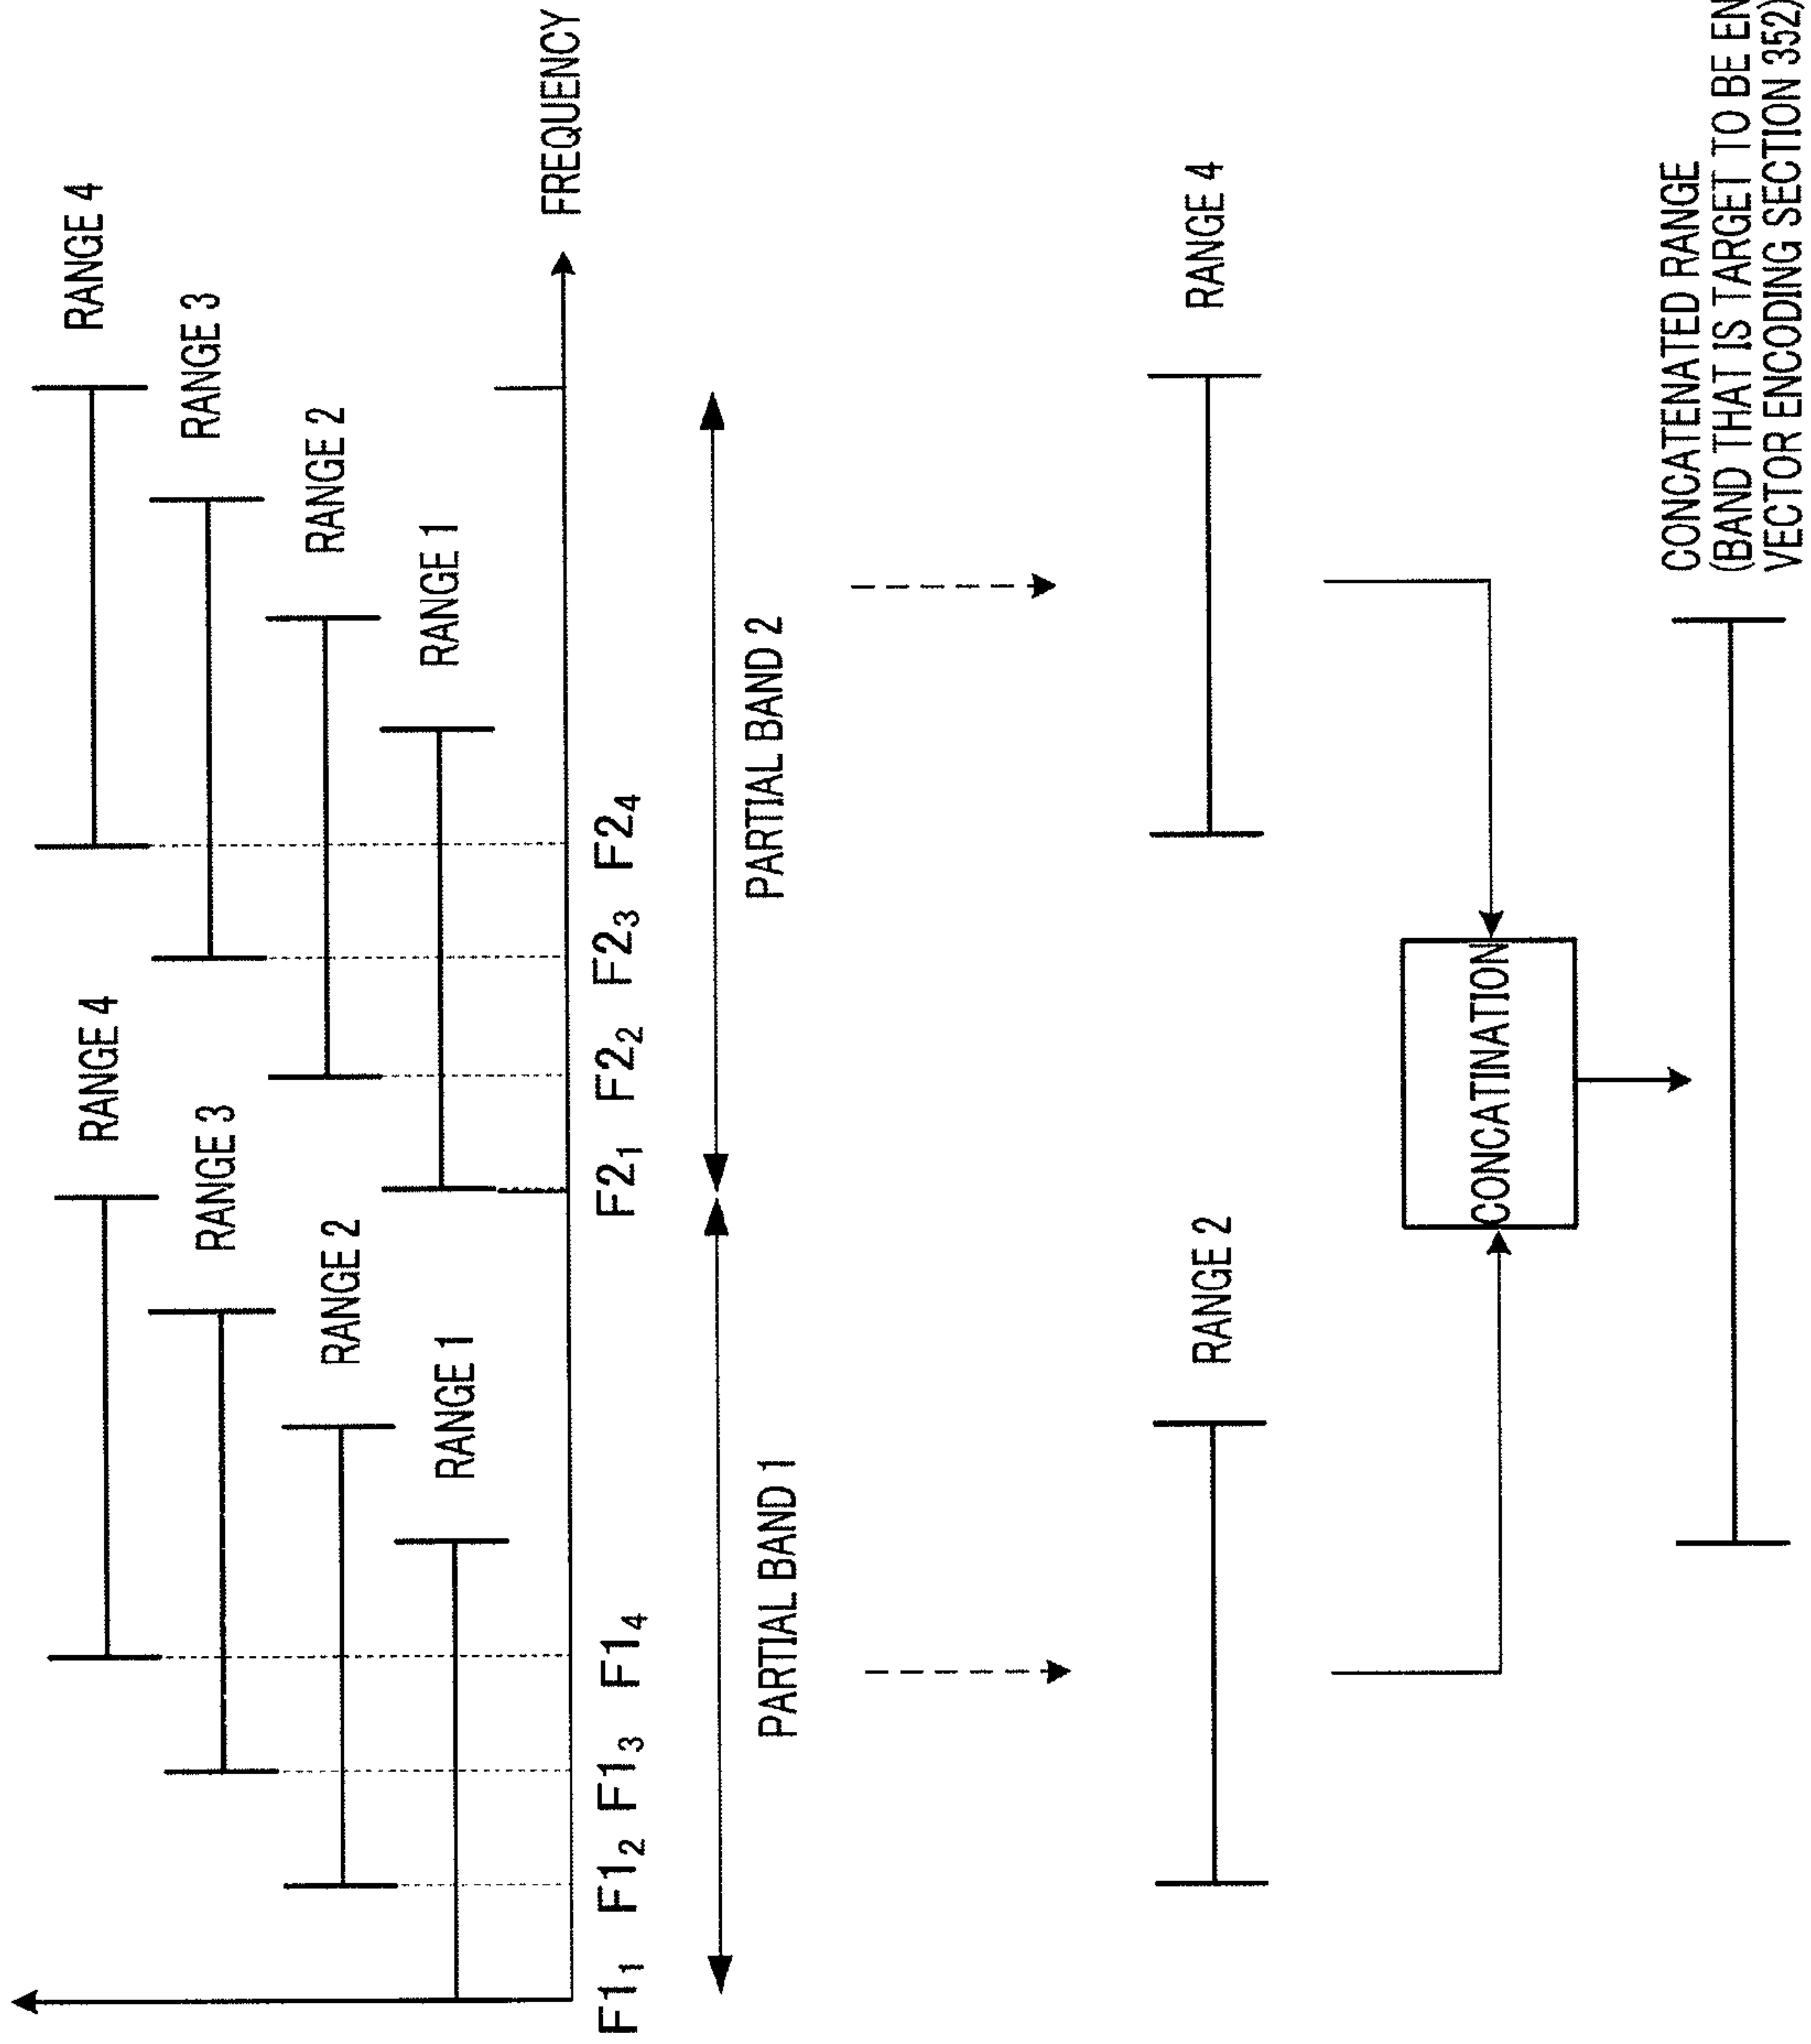 RANGE 4
RANGE 4
RANGE 3
RANGE 3
RANGE 2
RANGE 2
RANGE 1
RANGE 1
FREQUENCY
F1₁ F1₂ F1₃ F1₄ F2₁ F2₂ F2₃ F2₄
PARTIAL BAND 1
PARTIAL BAND 2
RANGE 2
RANGE 4
CONCATINATION
CONCATENATED RANGE
(BAND THAT IS TARGET TO BE EN
VECTOR ENCODING SECTION 352)